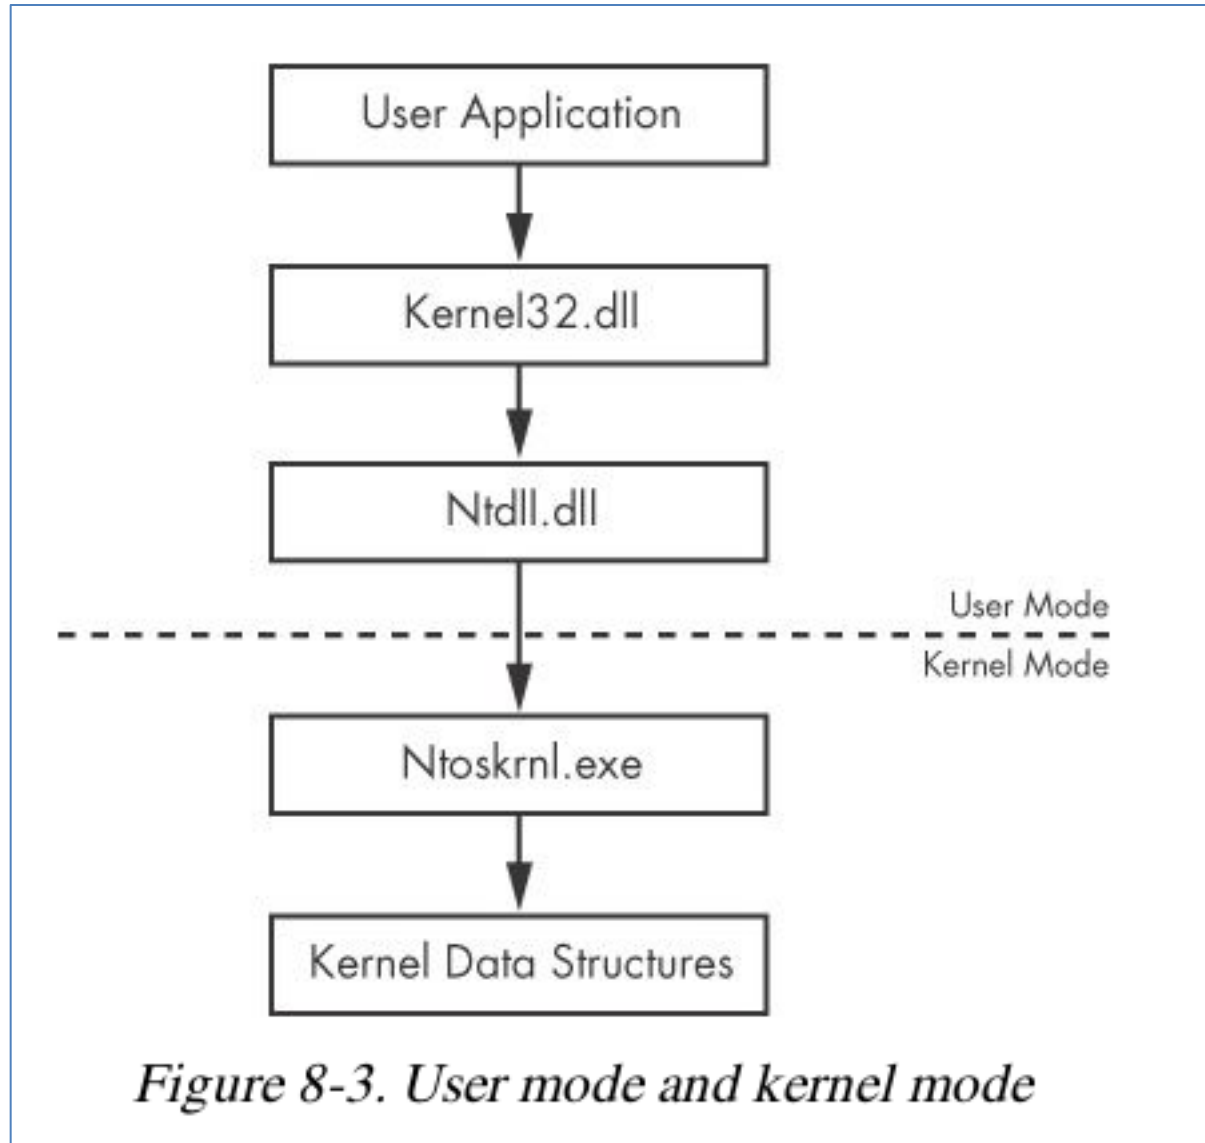 User Application
Kernel32.dll
Ntdll.dll
User Mode
Kernel Mode
Ntoskrnl.exe
Kernel Data Structures
Figure 8-3. User mode and kernel mode